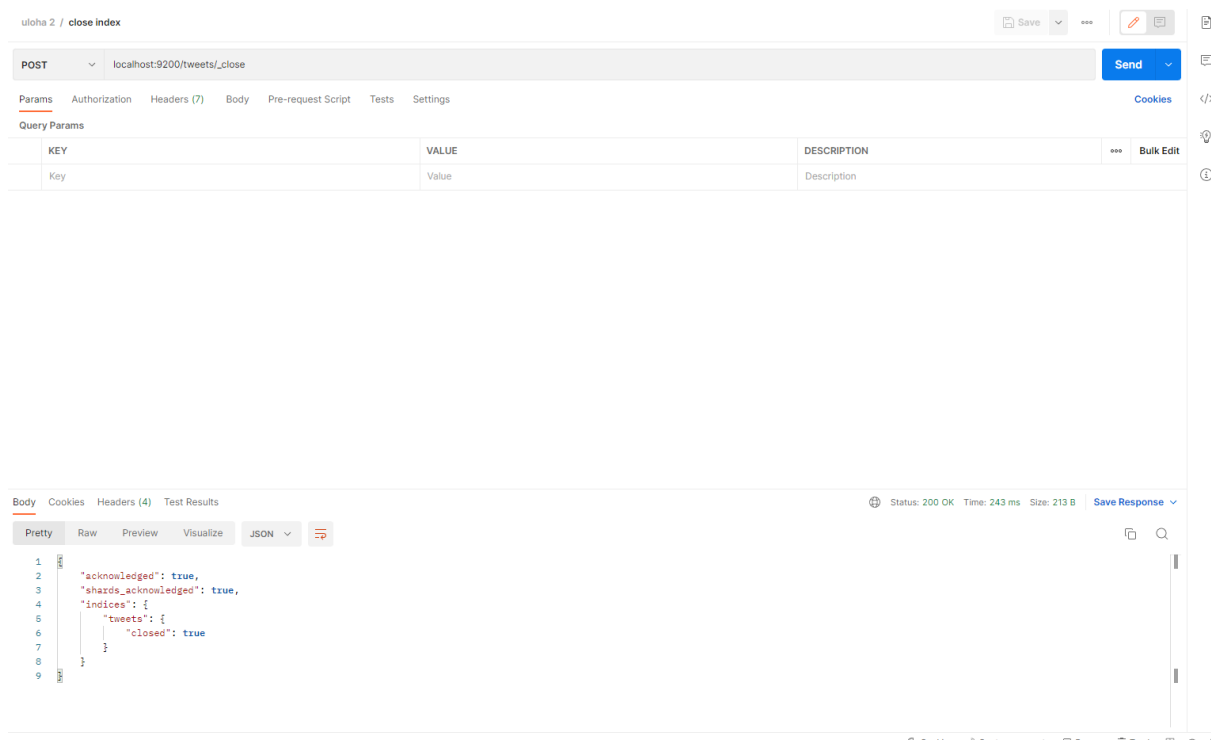 uloha 2 / close index
Save
POST localhost:9200/tweets/_close Send
Params Authorization Headers (7) Body Pre-request Script Tests Settings Cookies
Query Params
KEY VALUE DESCRIPTION Bulk Edit
Key Value Description
Body Cookies Headers (4) Test Results Status: 200 OK Time: 243 ms Size: 213 B Save Response
Pretty Raw Preview Visualize JSON
1 {
2 "acknowledged": true,
3 "shards_acknowledged": true,
4 "indices": {
5 "tweets": {
6 "closed": true
7 }
8 }
9 }